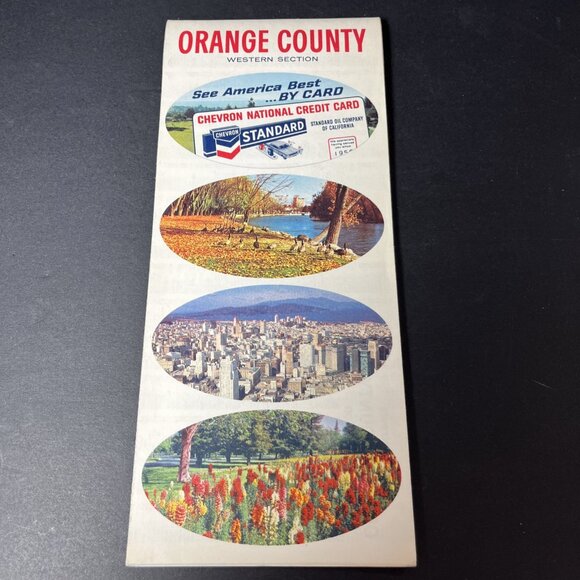 ORANGE COUNTY
WESTERN SECTION
See America Best
...BY CARD
CHEVRON NATIONAL CREDIT CARD
CHEVRON
STANDARD
STANDARD OIL COMPANY
OF CALIFORNIA